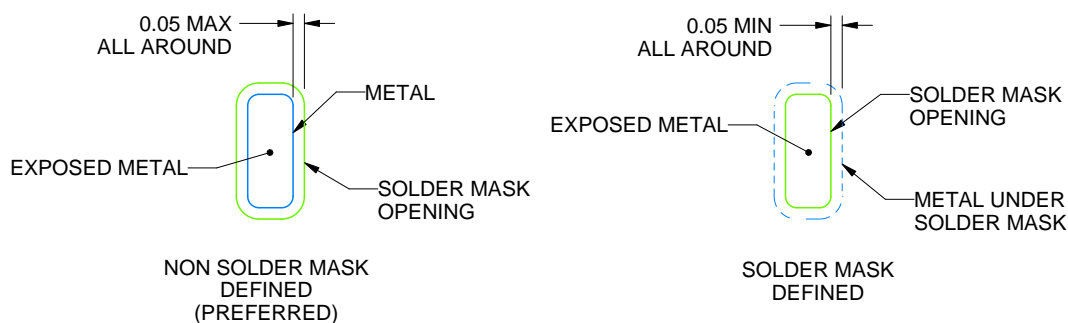 0.05 MAX
ALL AROUND
METAL
EXPOSED METAL
SOLDER MASK
OPENING
NON SOLDER MASK
DEFINED
(PREFERRED)
0.05 MIN
ALL AROUND
SOLDER MASK
OPENING
EXPOSED METAL
METAL UNDER
SOLDER MASK
SOLDER MASK
DEFINED